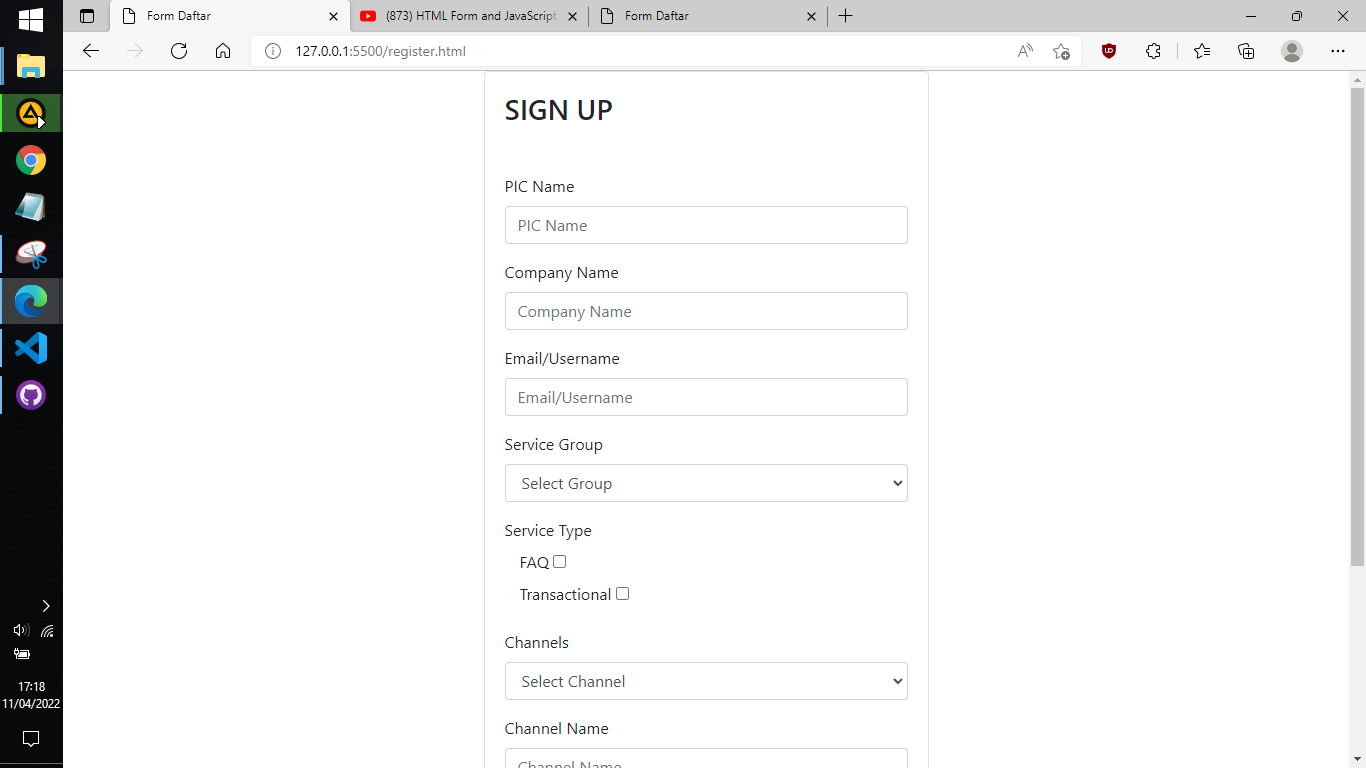 Form Daftar
(873) HTML Form and JavaScript
Form Daftar
127.0.0.1:5500/register.html
SIGN UP
PIC Name
PIC Name
Company Name
Company Name
Email/Username
Email/Username
Service Group
Select Group
Service Type
FAQ
Transactional
Channels
Select Channel
Channel Name
Channel Name
17:18
11/04/2022